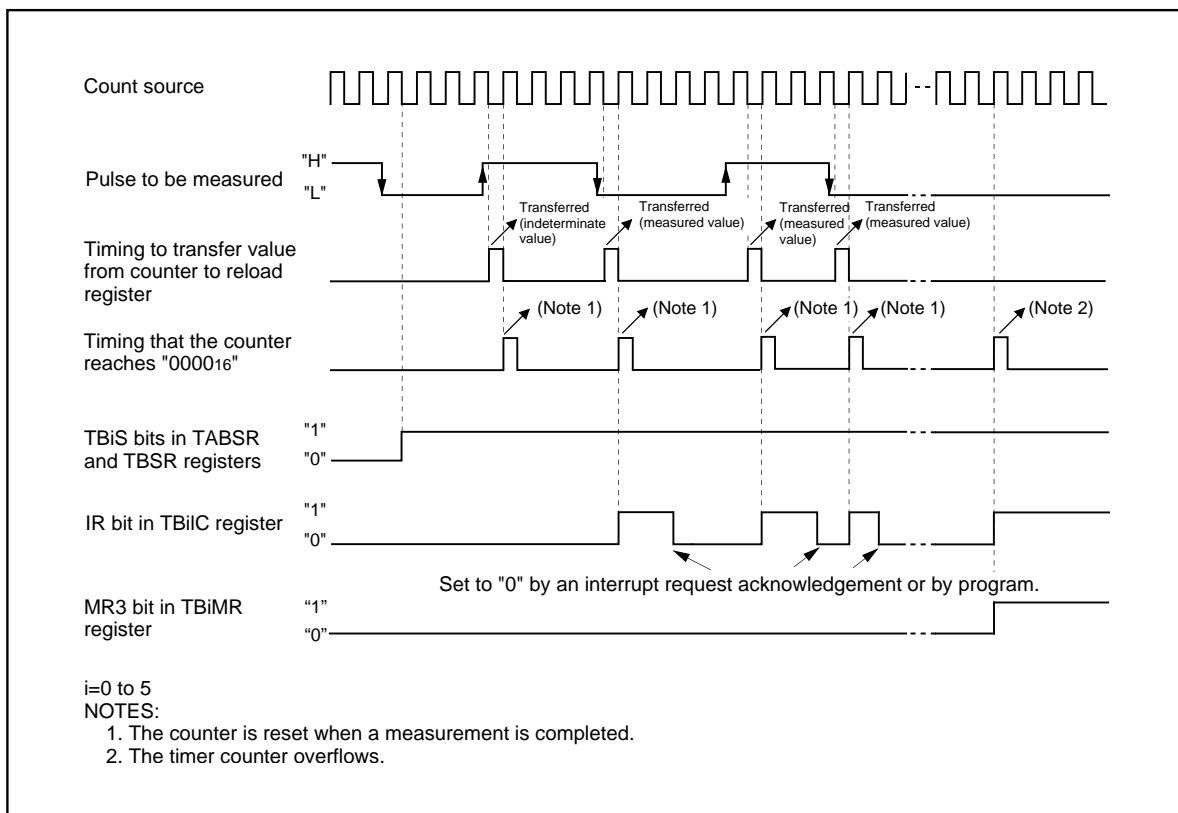 Count source
Pulse to be measured
"H"
"L"
Transferred
(indeterminate
value)
Transferred
(measured value)
Transferred
(measured
value)
Transferred
(measured value)
Timing to transfer value
from counter to reload
register
(Note 1)
(Note 1)
(Note 1)
(Note 1)
(Note 2)
Timing that the counter
reaches "000016"
TBiS bits in TABSR
and TBSR registers
"1"
"0"
IR bit in TBiIC register
"1"
"0"
Set to "0" by an interrupt request acknowledgement or by program.
MR3 bit in TBiMR
register
“1”
“0”
i=0 to 5
NOTES:
1. The counter is reset when a measurement is completed.
2. The timer counter overflows.